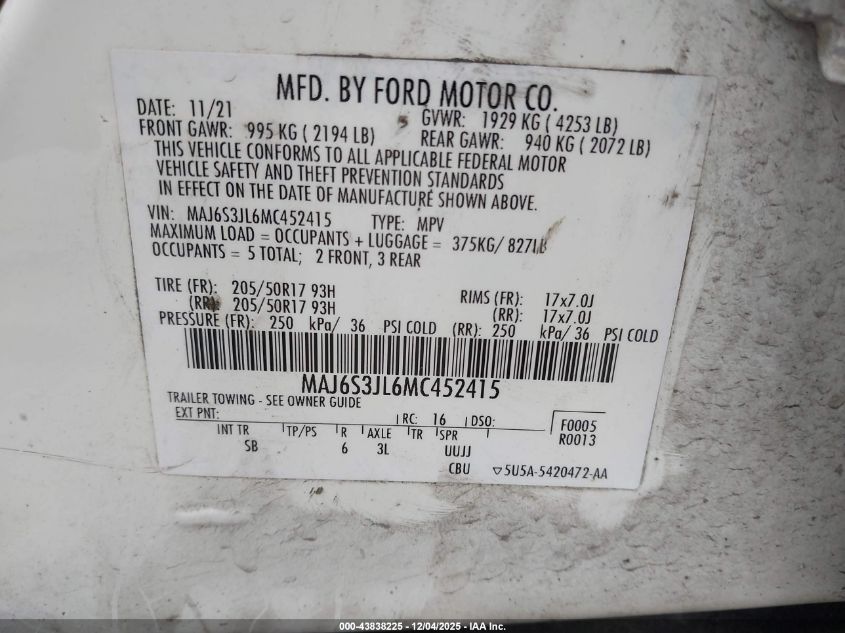 MFD. BY FORD MOTOR CO.
DATE: 11/21 GVWR: 1929 KG ( 4253 LB)
FRONT GAWR: 995 KG ( 2194 LB) REAR GAWR: 940 KG ( 2072 LB)
THIS VEHICLE CONFORMS TO ALL APPLICABLE FEDERAL MOTOR
VEHICLE SAFETY AND THEFT PREVENTION STANDARDS
IN EFFECT ON THE DATE OF MANUFACTURE SHOWN ABOVE.
VIN: MAJ6S3JL6MC452415 TYPE: MPV
MAXIMUM LOAD = OCCUPANTS + LUGGAGE = 375KG/ 827LB
OCCUPANTS = 5 TOTAL; 2 FRONT, 3 REAR
TIRE (FR): 205/50R17 93H RIMS (FR): 17x7.0J
(RR): 205/50R17 93H (RR): 17x7.0J
PRESSURE (FR): 250 kPa/ 36 PSI COLD (RR): 250 kPa/ 36 PSI COLD
MAJ6S3JL6MC452415
TRAILER TOWING - SEE OWNER GUIDE
EXT PNT: RC: 16 DSO: F0005
R0013
INT TR TP/PS R AXLE TR SPR
SB 6 3L UUJJ
CBU 5U5A-5420472-AA
000-43838225 - 12/04/2025 - IAA Inc.